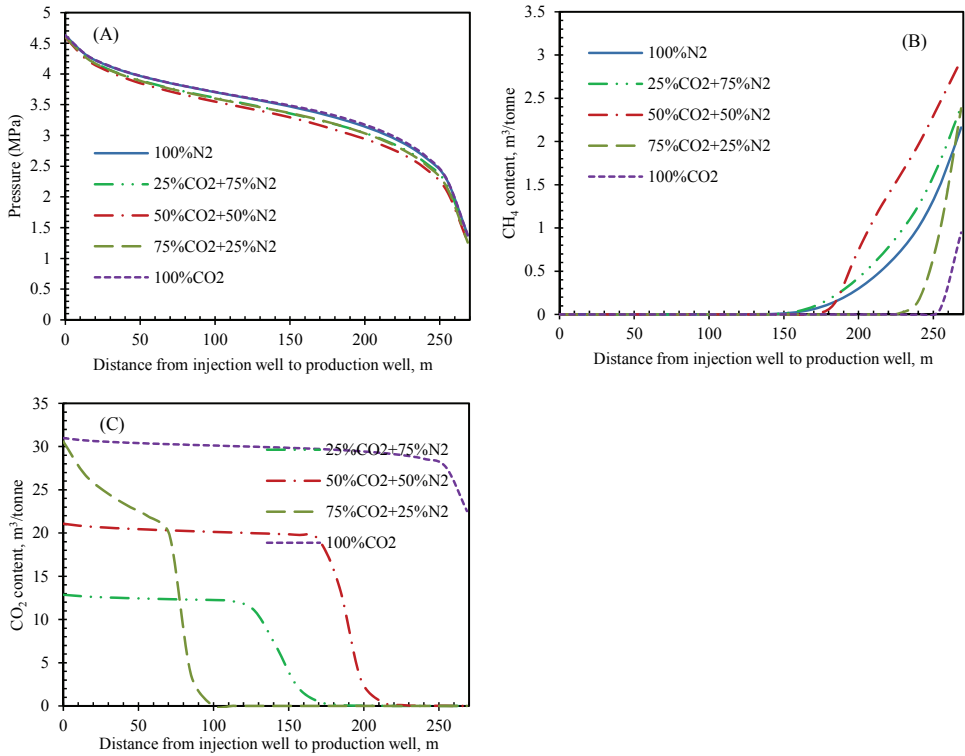 (A)
5
4.5
4
3.5
3
2.5
2
1.5
1
0.5
0
Pressure (MPa)
100%N2
25%CO2+75%N2
50%CO2+50%N2
75%CO2+25%N2
100%CO2
0 50 100 150 200 250
Distance from injection well to production well, m
(B)
3.5
3
2.5
2
1.5
1
0.5
0
CH4 content, m³/tonne
100%N2
25%CO2+75%N2
50%CO2+50%N2
75%CO2+25%N2
100%CO2
0 50 100 150 200 250
Distance from injection well to production well, m
(C)
35
30
25
20
15
10
5
0
CO2 content, m³/tonne
25%CO2+75%N2
50%CO2+50%N2
75%CO2+25%N2
100%CO2
0 50 100 150 200 250
Distance from injection well to production well, m